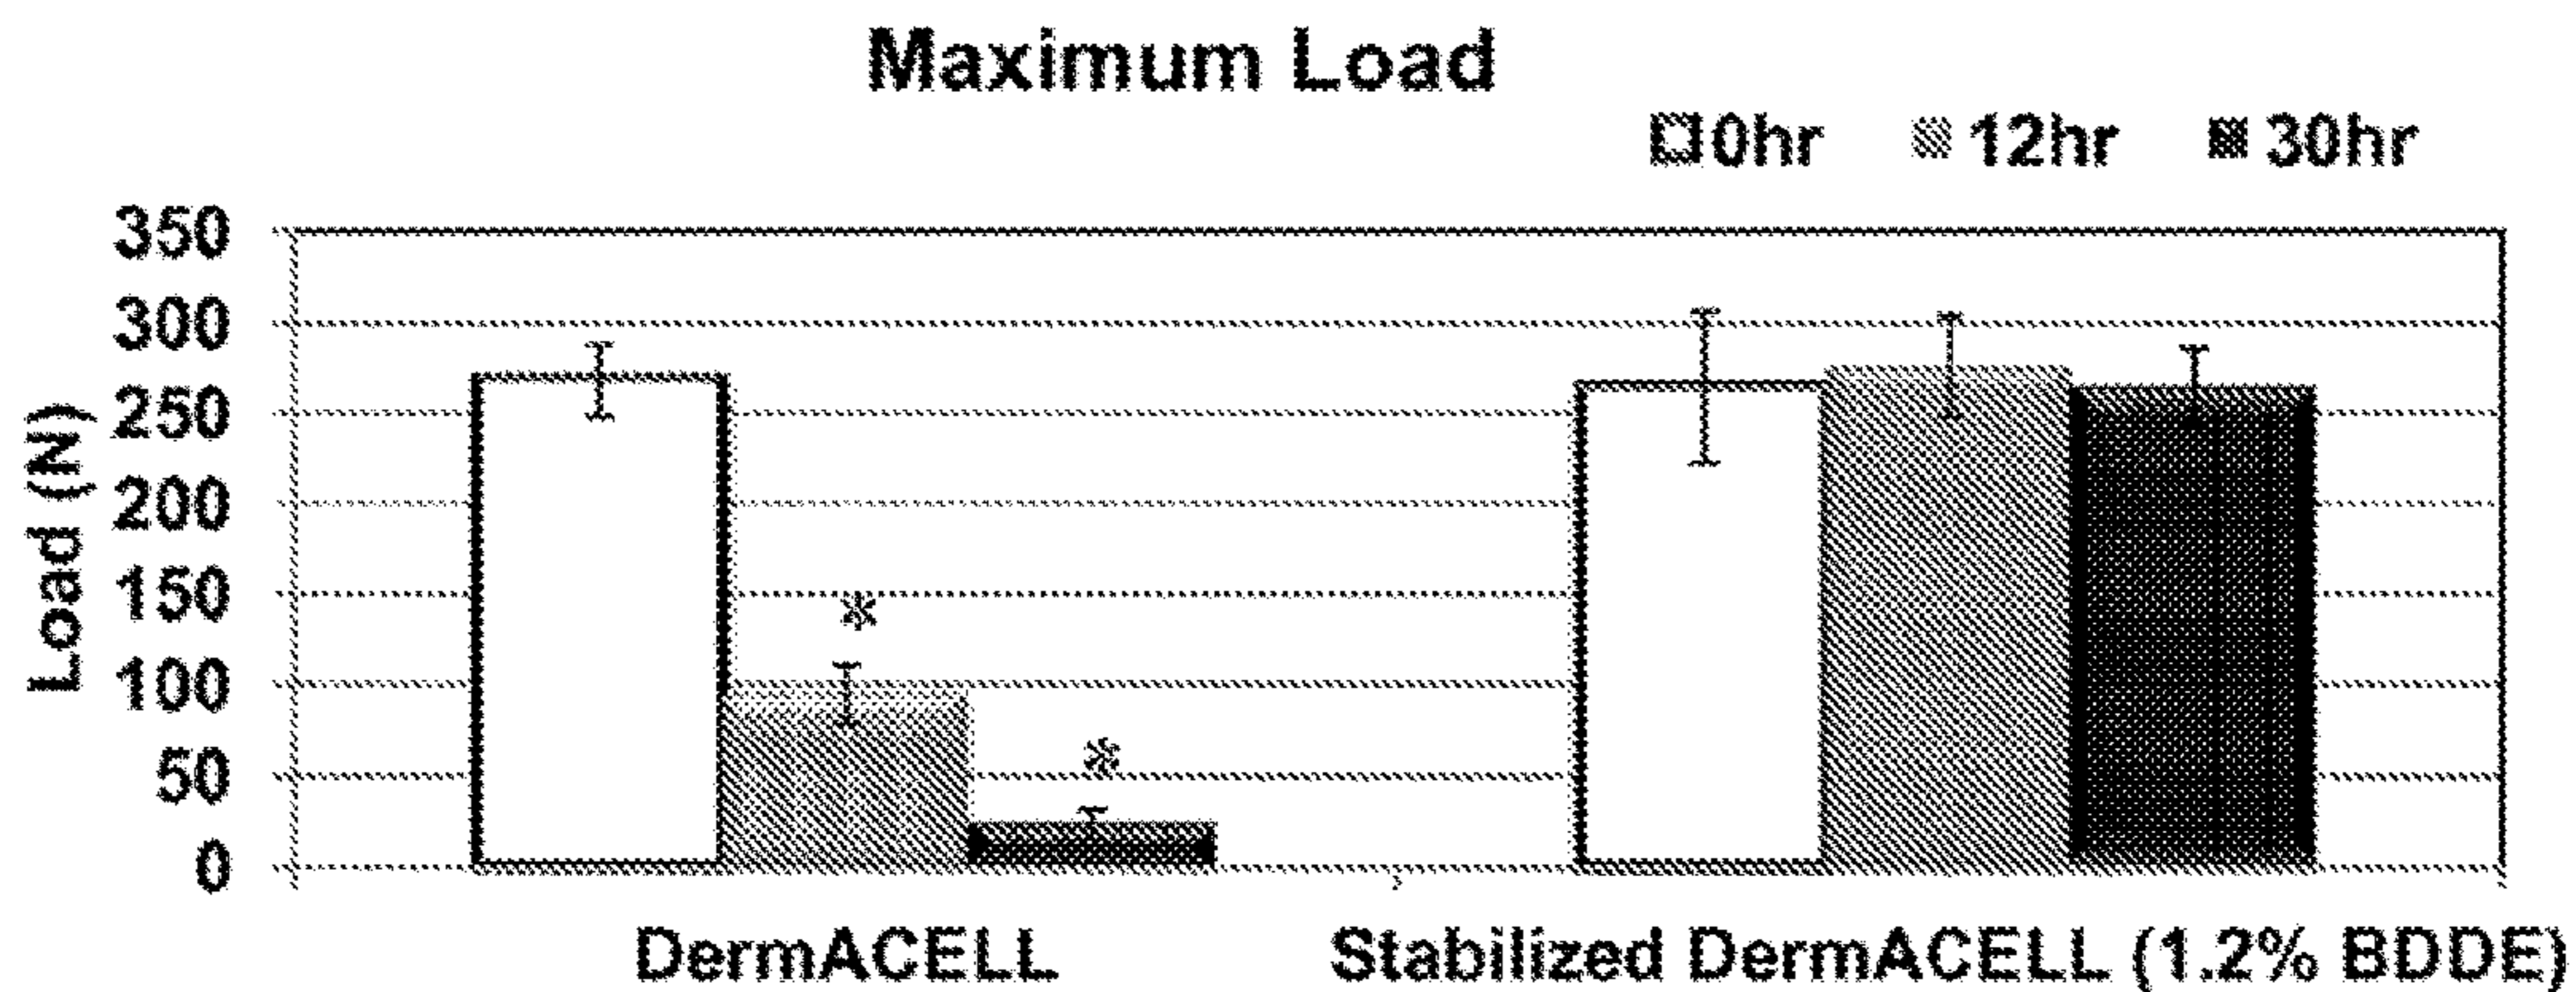 Maximum Load
0hr 12hr 30hr
350
300
250
200
150
100
50
0
Load (N)
*
*
DermACELL Stabilized DermACELL (1.2% BDDE)